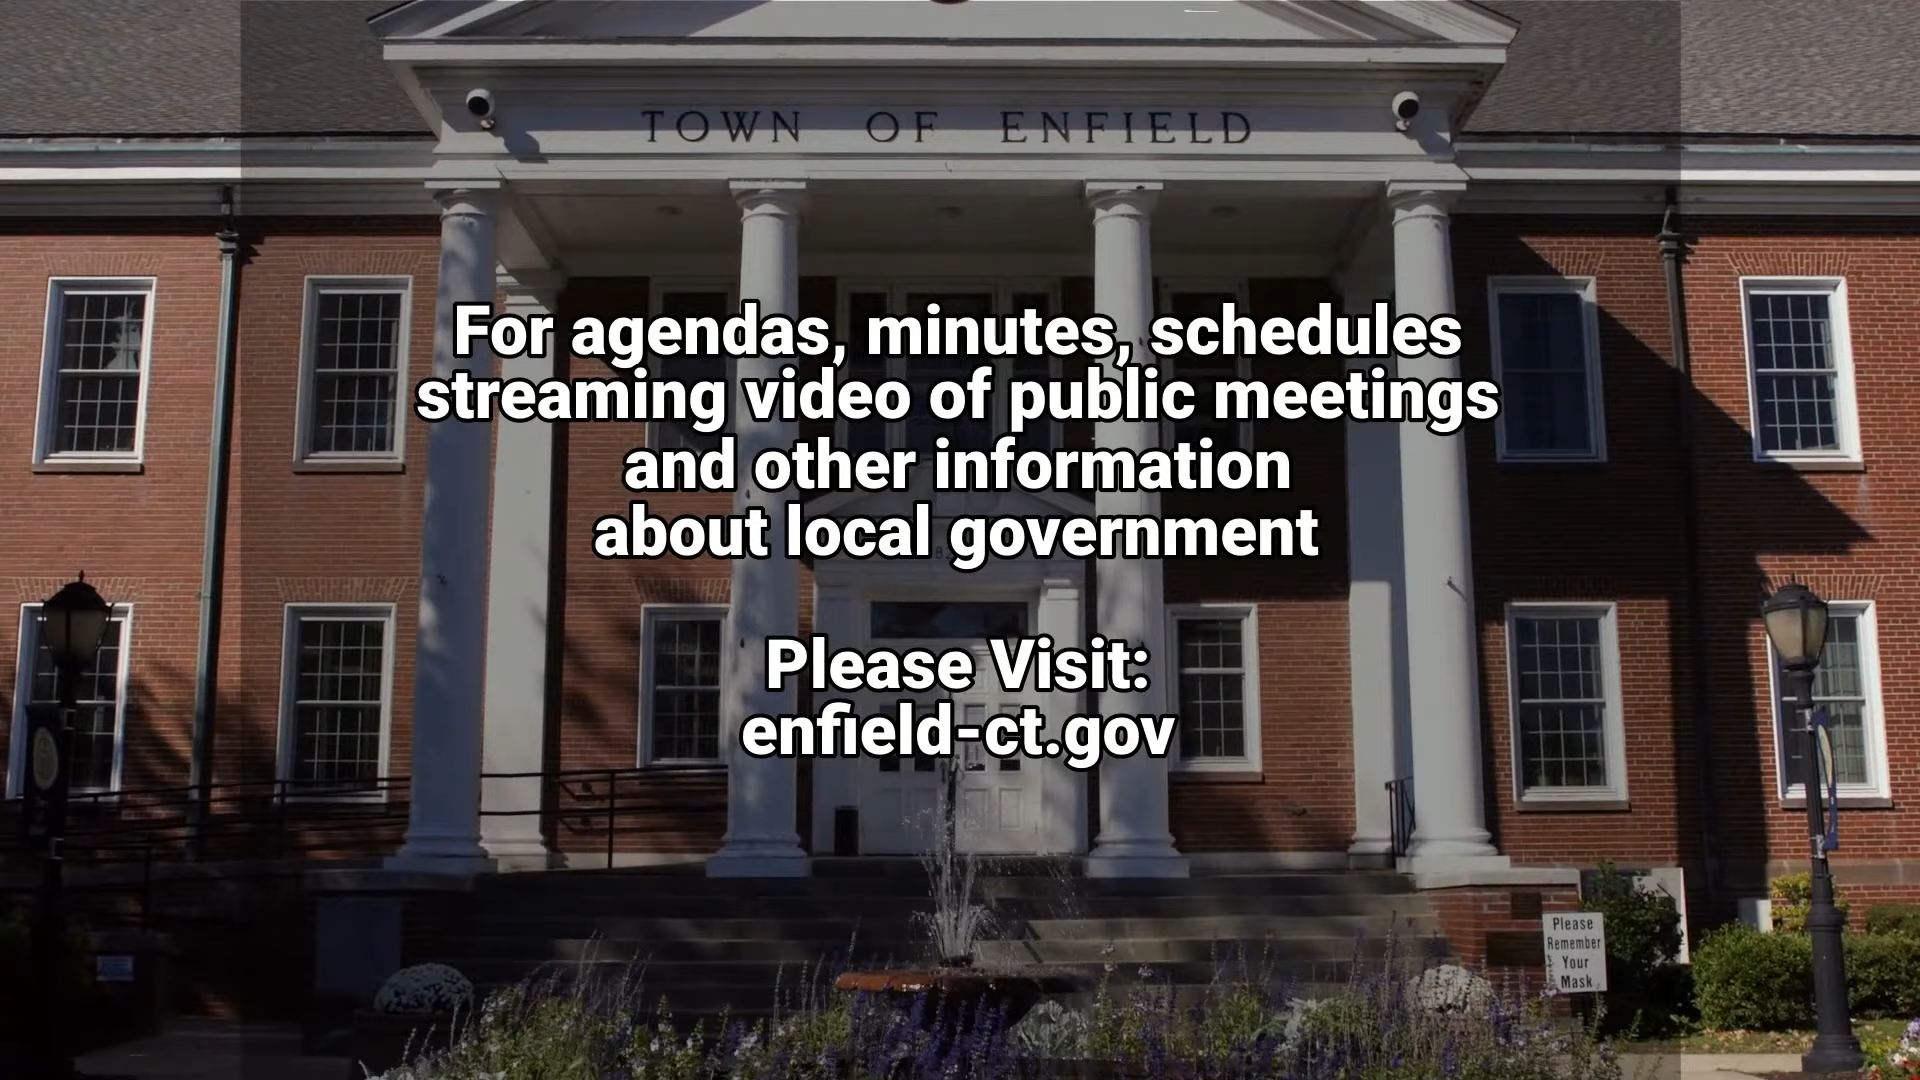 TOWN OF ENFIELD
For agendas, minutes, schedules
streaming video of public meetings
and other information
about local government
Please Visit:
enfield-ct.gov
Please
Remember
Your
Mask